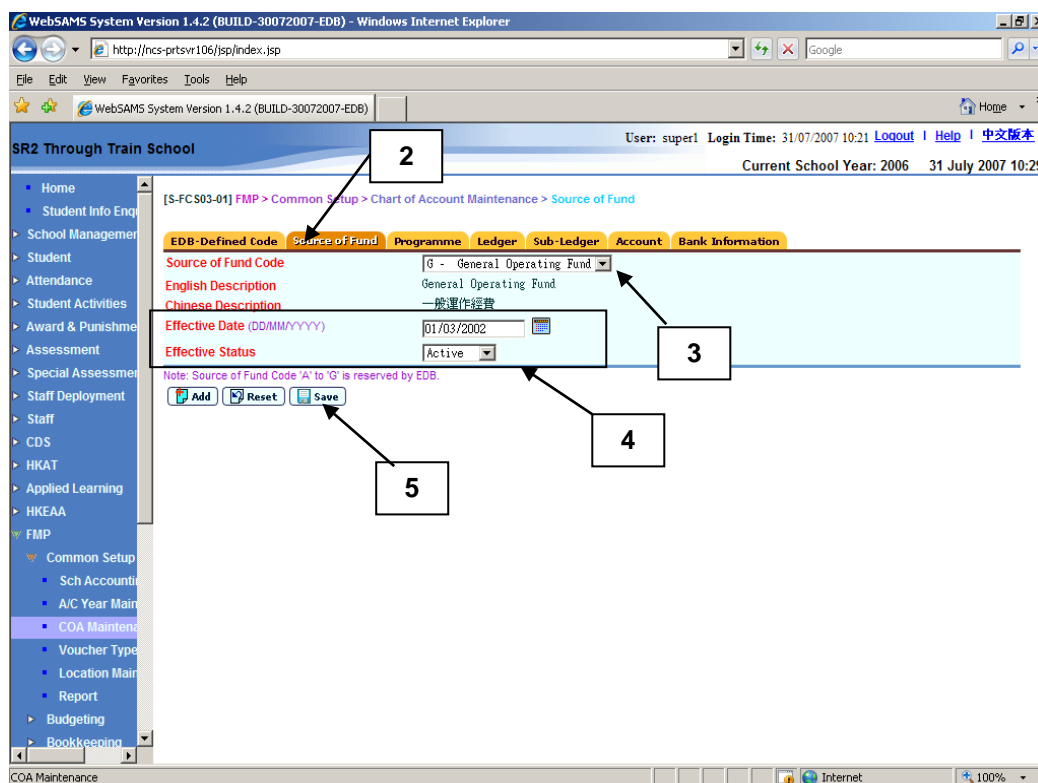 WebSAMS System Version 1.4.2 (BUILD-30072007-EDB) - Windows Internet Explorer
http://ncs-prtsvr106/jsp/index.jsp
Google
File Edit View Favorites Tools Help
WebSAMS System Version 1.4.2 (BUILD-30072007-EDB)
Home
User: super1 Login Time: 31/07/2007 10:21 Logout | Help | 中文版本
SR2 Through Train School
Current School Year: 2006 31 July 2007 10:29
2
Home
Student Info Enqu
School Managemen
Student
Attendance
Student Activities
Award & Punishme
Assessment
Special Assessmen
Staff Deployment
Staff
CDS
HKAT
Applied Learning
HKEAA
FMP
Common Setup
Sch Accountin
A/C Year Main
COA Maintena
Voucher Type
Location Main
Report
Budgeting
Bookkeeping
[S-FCS03-01] FMP > Common Setup > Chart of Account Maintenance > Source of Fund
EDB-Defined Code Source of Fund Programme Ledger Sub-Ledger Account Bank Information
Source of Fund Code G - General Operating Fund
English Description General Operating Fund
Chinese Description 一般運作經費
Effective Date (DD/MM/YYYY) 01/03/2002
Effective Status Active
3
Note: Source of Fund Code 'A' to 'G' is reserved by EDB.
Add Reset Save
4
5
COA Maintenance
Internet
100%